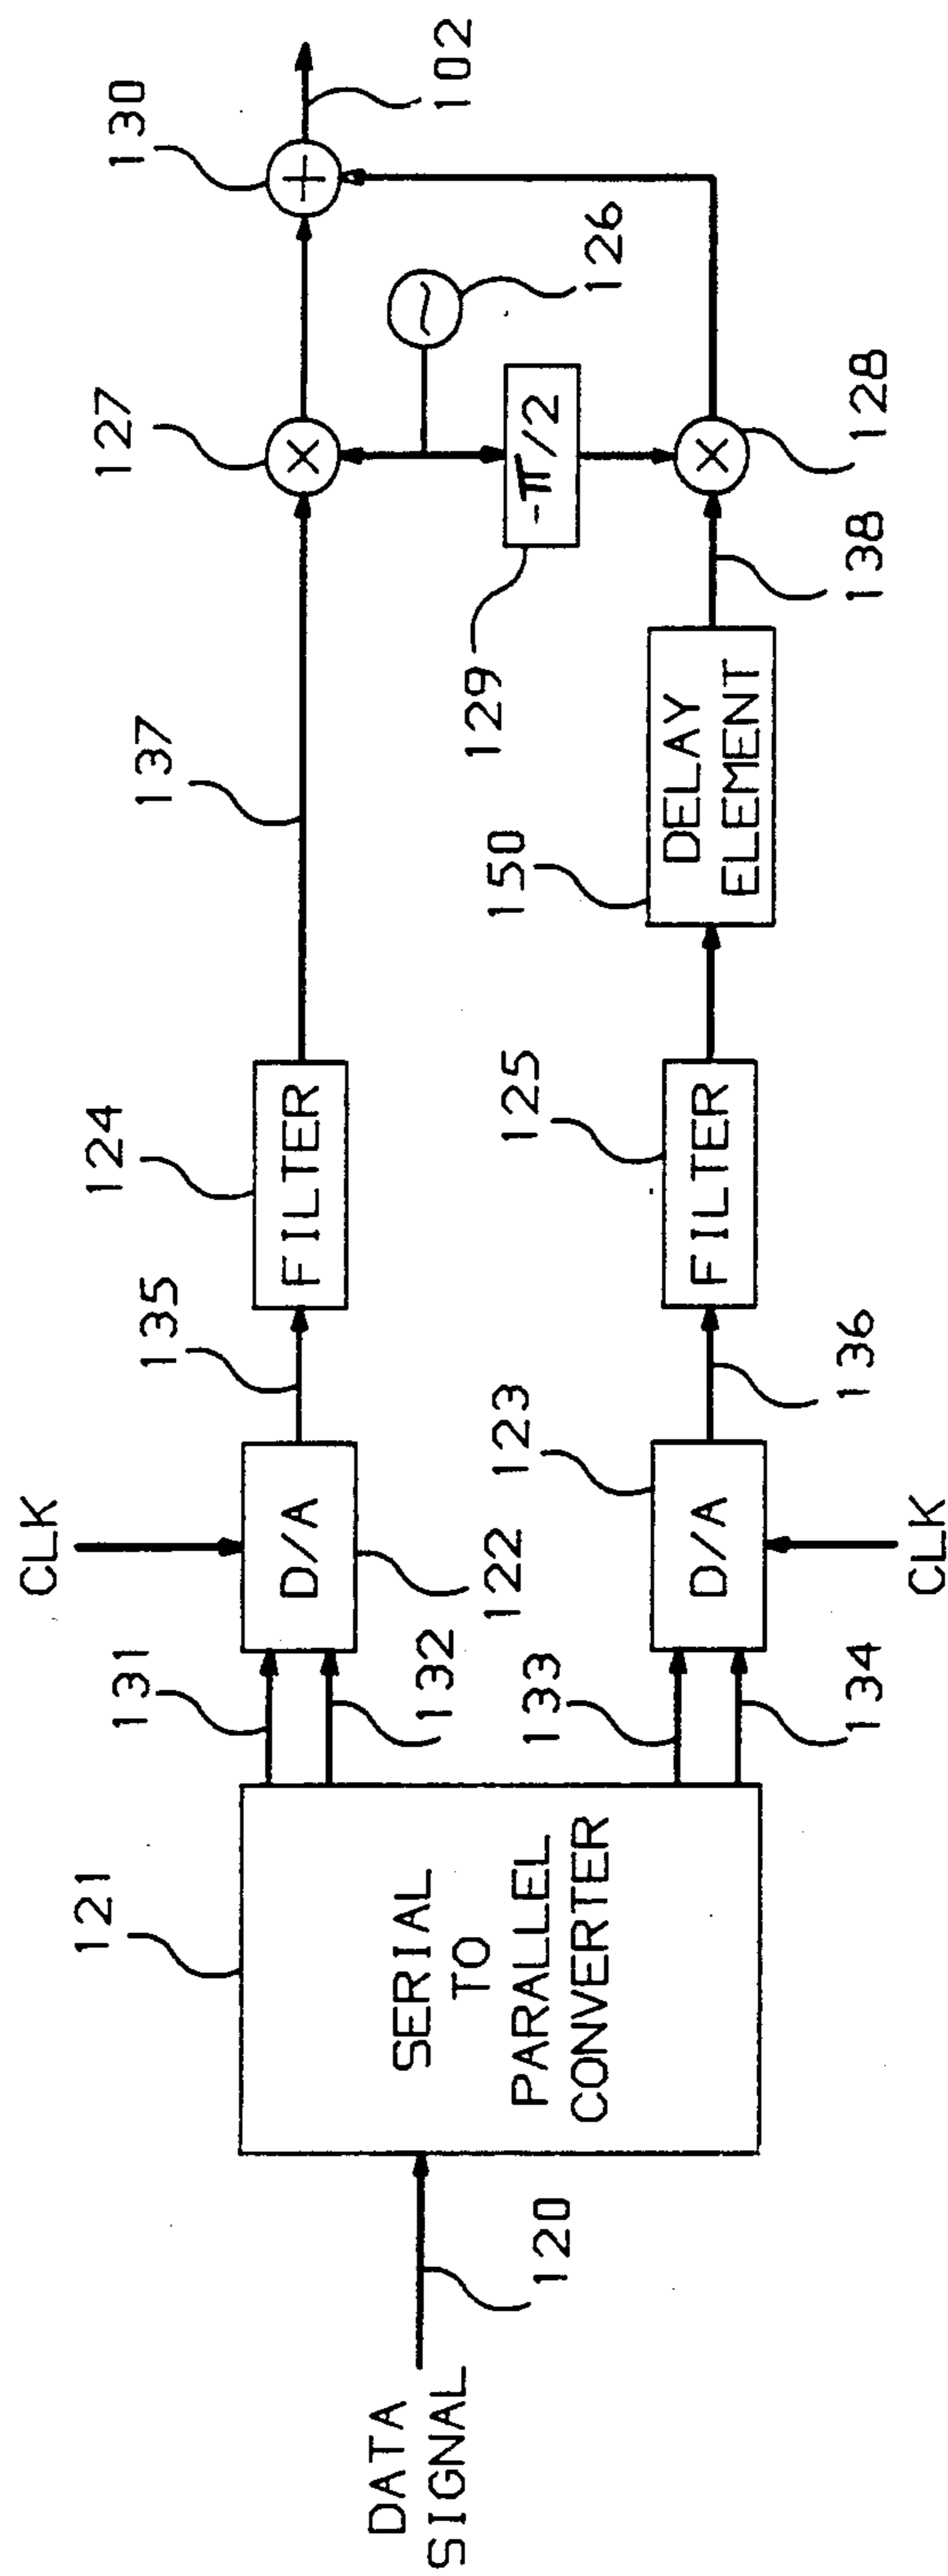 DATA
SIGNAL
120
121
SERIAL
TO
PARALLEL
CONVERTER
131
132
133
134
CLK
D/A
122
123
D/A
CLK
135
136
124
FILTER
125
FILTER
137
150
DELAY
ELEMENT
138
127
×
126
~
129
-π/2
×
128
130
+
102